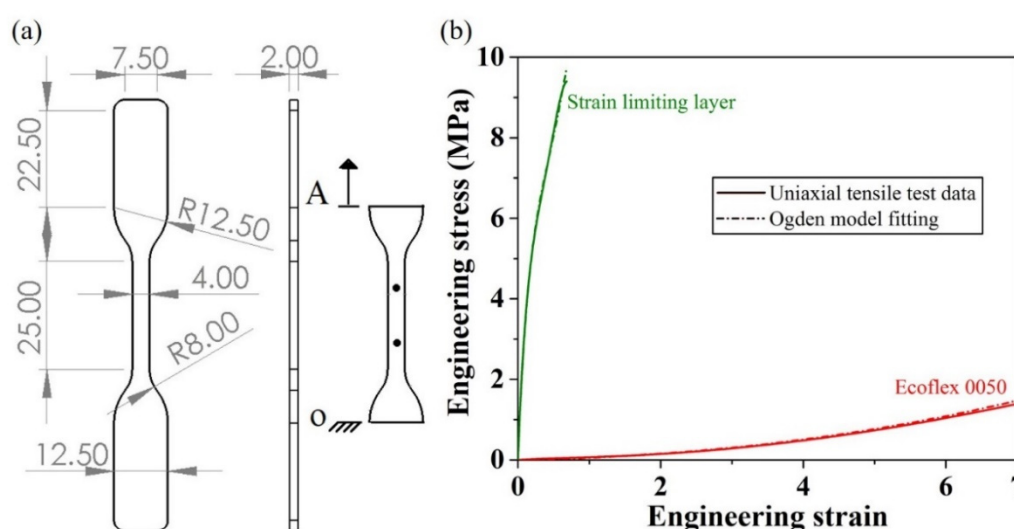 (a)
7.50
2.00
22.50
R12.50
4.00
25.00
R8.00
12.50
A
o
(b)
10
8
6
4
2
0
Engineering stress (MPa)
Strain limiting layer
Uniaxial tensile test data
Ogden model fitting
Ecoflex 0050
0
2
4
6
7
Engineering strain